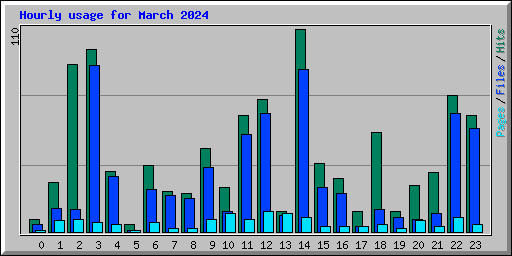 Hourly usage for March 2024
110
Pages/Files/Hits
0 1 2 3 4 5 6 7 8 9 10 11 12 13 14 15 16 17 18 19 20 21 22 23